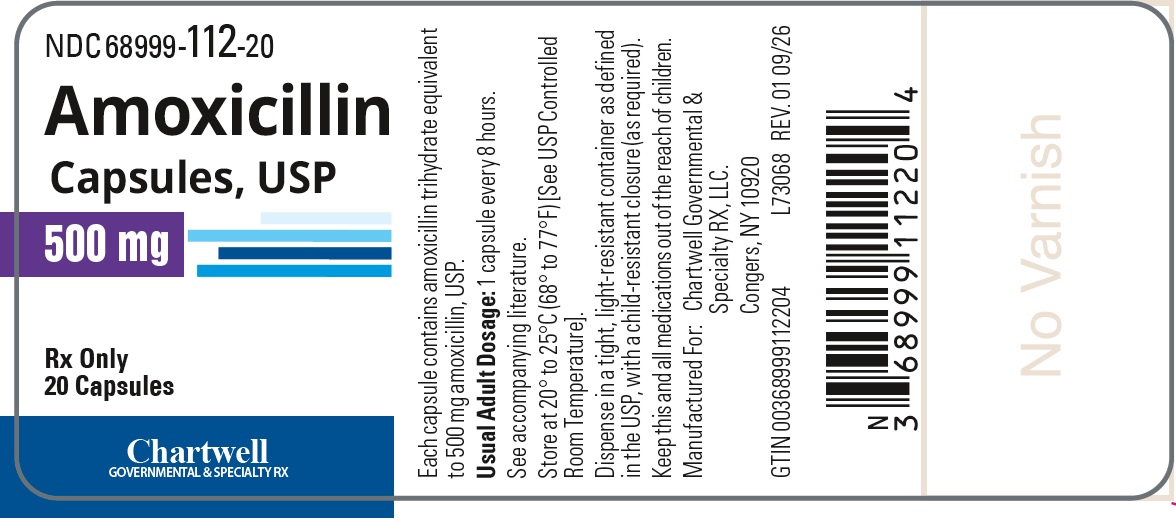 NDC 68999-112-20
Amoxicillin
Capsules, USP
500 mg
Rx Only
20 Capsules
Chartwell
GOVERNMENTAL & SPECIALTY RX
Each capsule contains amoxicillin trihydrate equivalent
to 500 mg amoxicillin, USP.
Usual Adult Dosage: 1 capsule every 8 hours.
See accompanying literature.
Store at 20° to 25°C (68° to 77°F) [See USP Controlled
Room Temperature].
Dispense in a tight, light-resistant container as defined
in the USP, with a child-resistant closure (as required).
Keep this and all medications out of the reach of children.
Manufactured For: Chartwell Governmental &
Specialty RX, LLC.
Congers, NY 10920
GTIN 00368999112204 L73068 REV. 01 09/26
N
3 68999 11220 4
No Varnish